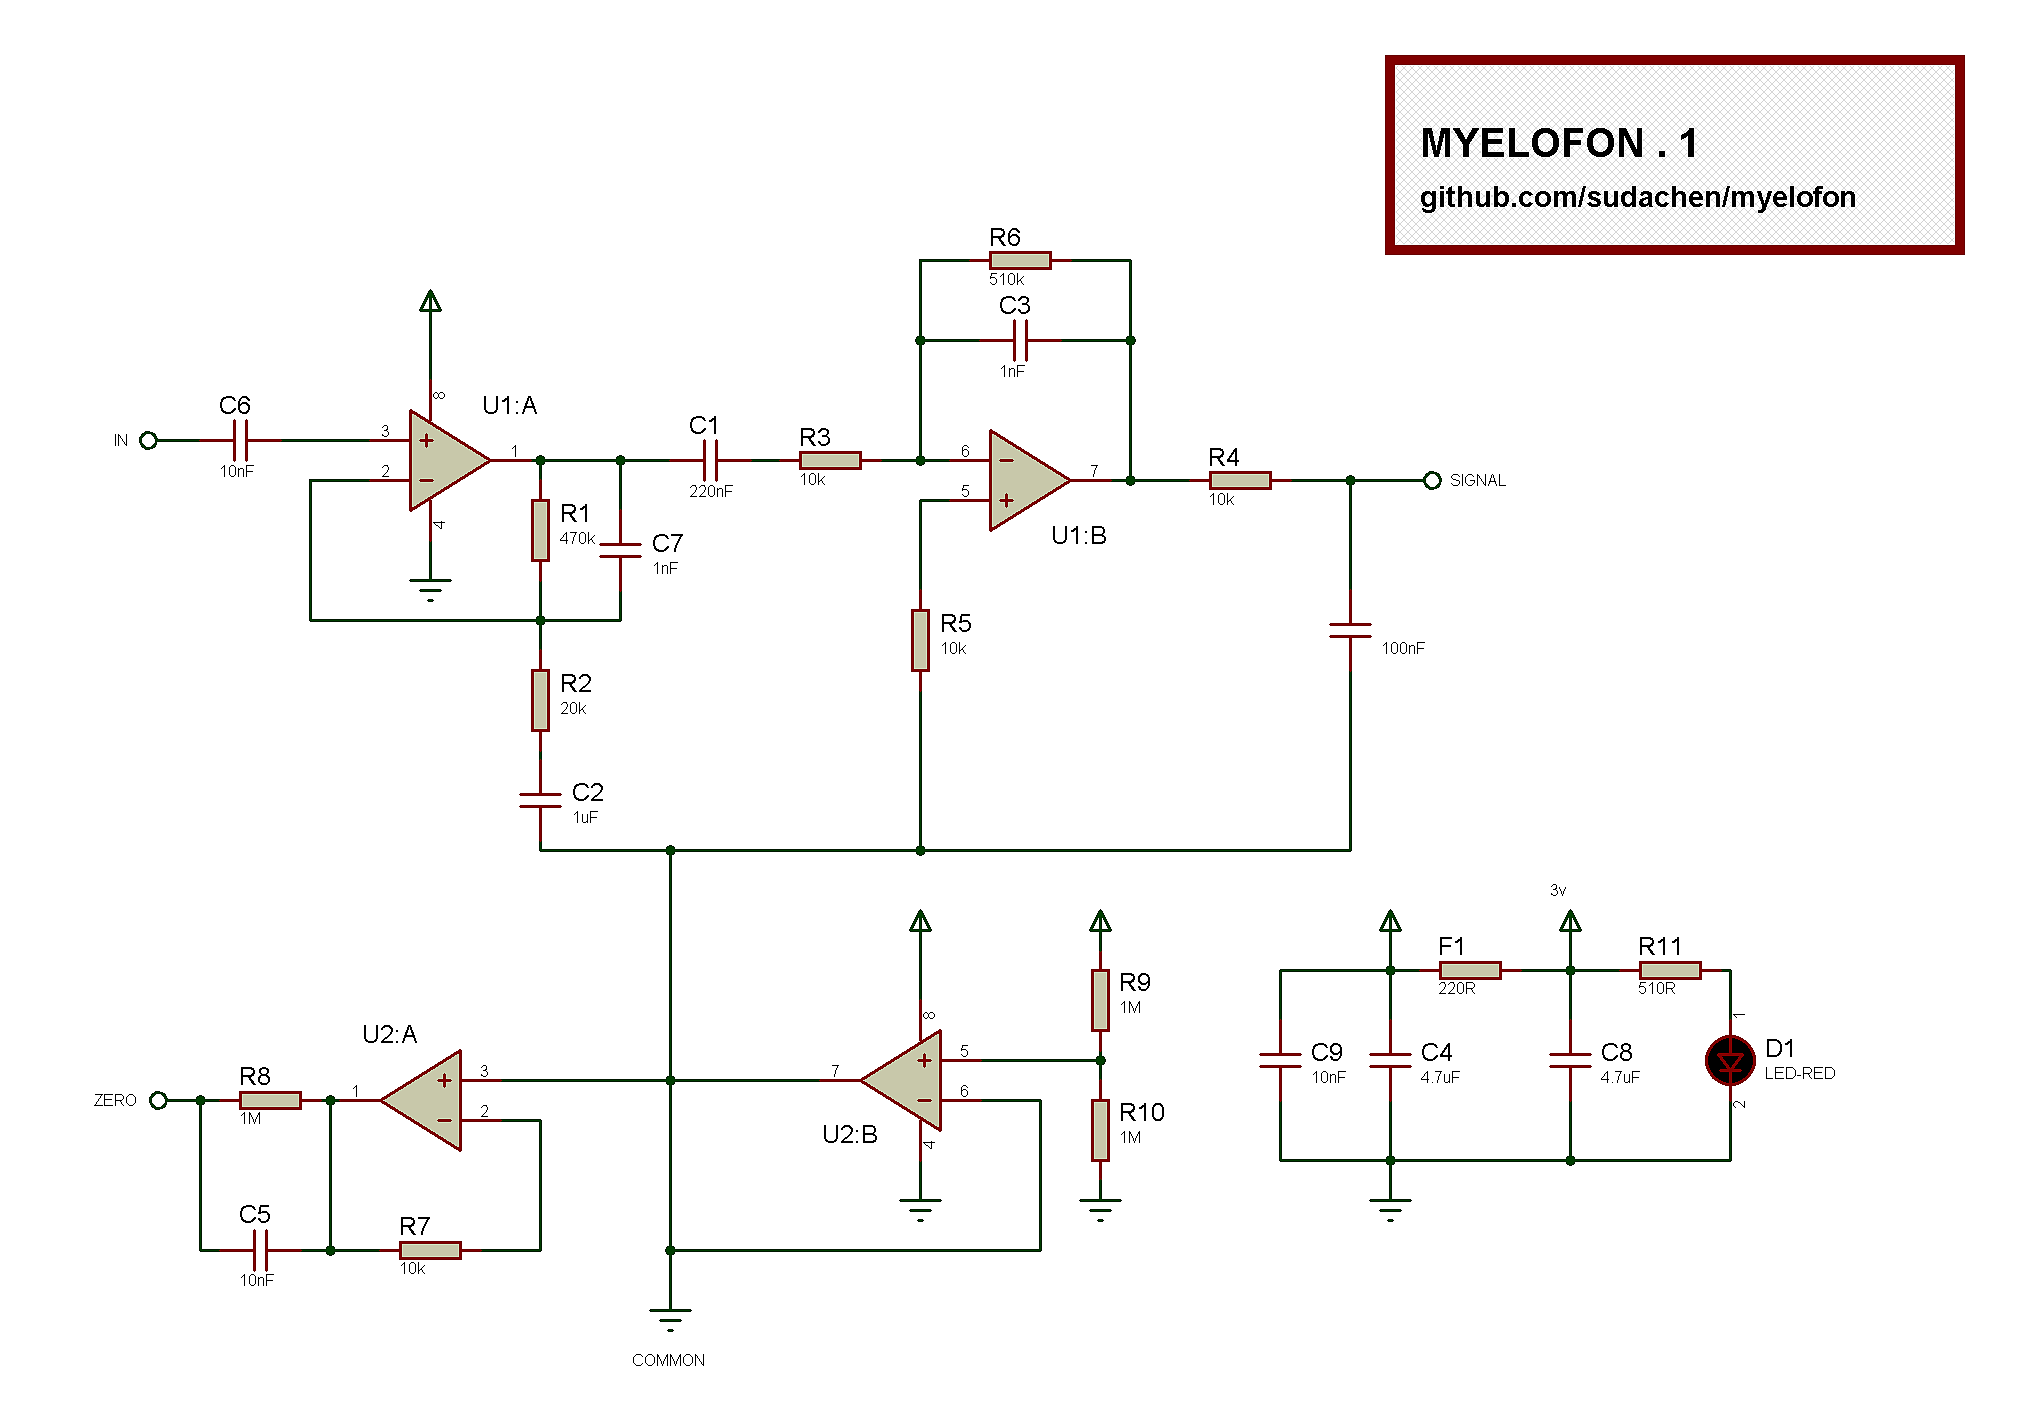 MYELOFON . 1
github.com/sudachen/myelofon
R6
510k
C3
1nF
8
U1:A
C6
IN
10nF
3
2
1
4
C1
220nF
R3
10k
6
5
7
U1:B
R4
10k
SIGNAL
R1
470k
C7
1nF
R5
10k
100nF
R2
20k
C2
1uF
3v
F1
220R
R11
510R
R9
1M
8
5
6
7
4
U2:B
R10
1M
C9
10nF
C4
4.7uF
C8
4.7uF
1
D1
LED-RED
2
U2:A
R8
1M
ZERO
1
3
2
C5
10nF
R7
10k
COMMON